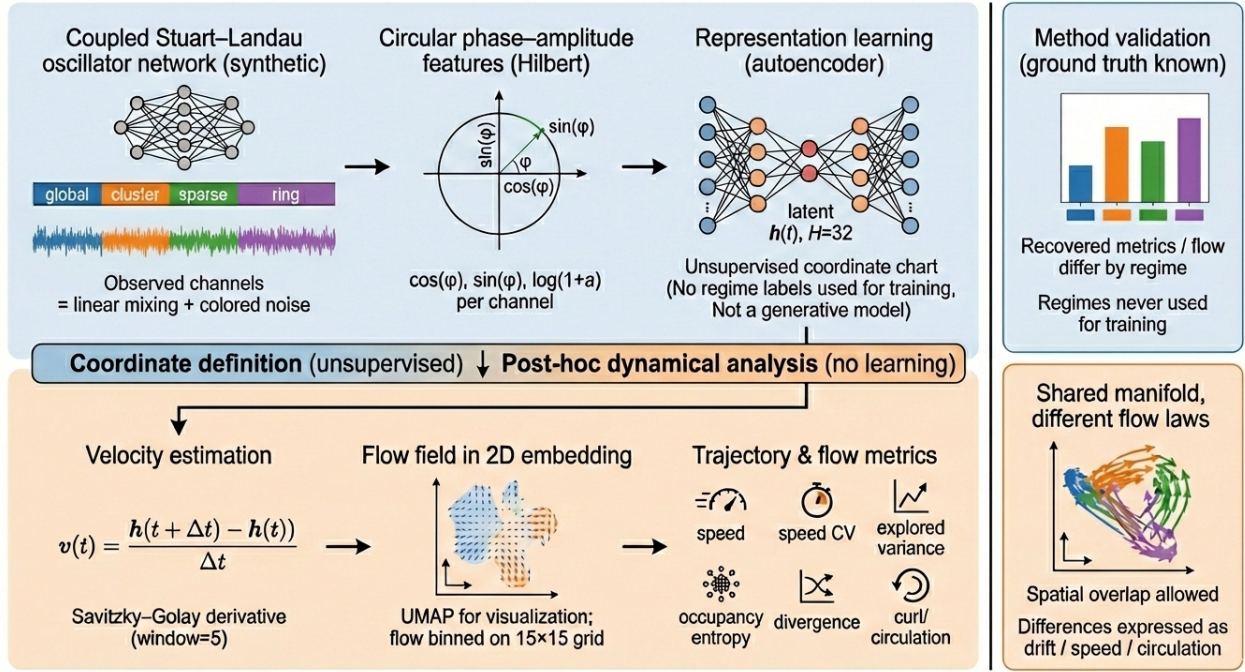 Coupled Stuart–Landau
oscillator network (synthetic)
global cluster sparse ring
Observed channels
= linear mixing + colored noise
Circular phase–amplitude
features (Hilbert)
sin(φ)
sin(φ)
φ
cos(φ)
cos(φ), sin(φ), log(1+a)
per channel
Representation learning
(autoencoder)
latent
h(t), H=32
Unsupervised coordinate chart
(No regime labels used for training,
Not a generative model)
Coordinate definition (unsupervised) ↓ Post-hoc dynamical analysis (no learning)
Velocity estimation
v(t) = h(t + Δt) − h(t)) / Δt
Savitzky–Golay derivative
(window=5)
Flow field in 2D embedding
UMAP for visualization;
flow binned on 15×15 grid
Trajectory & flow metrics
speed
speed CV
explored
variance
occupancy
entropy
divergence
curl/
circulation
Method validation
(ground truth known)
Recovered metrics / flow
differ by regime
Regimes never used
for training
Shared manifold,
different flow laws
Spatial overlap allowed
Differences expressed as
drift / speed / circulation